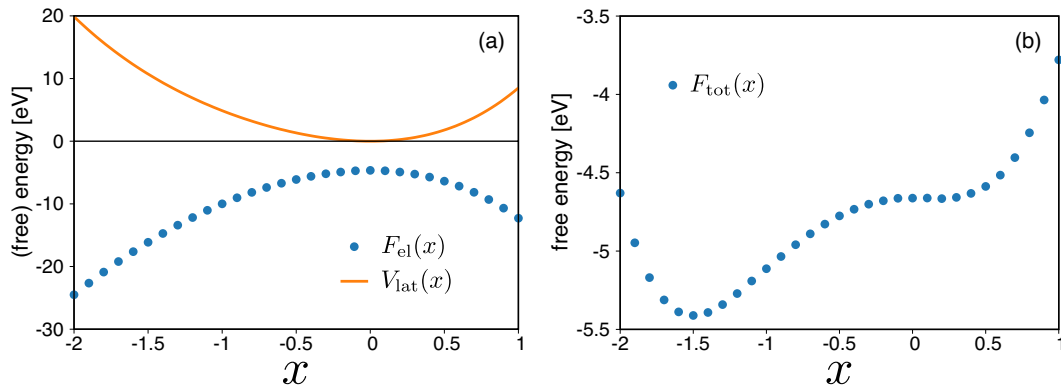 (a)
20
10
0
-10
-20
-30
(free) energy [eV]
F_el(x)
V_lat(x)
-2 -1.5 -1 -0.5 0 0.5 1
x
(b)
-3.5
-4
-4.5
-5
-5.5
free energy [eV]
F_tot(x)
-2 -1.5 -1 -0.5 0 0.5 1
x